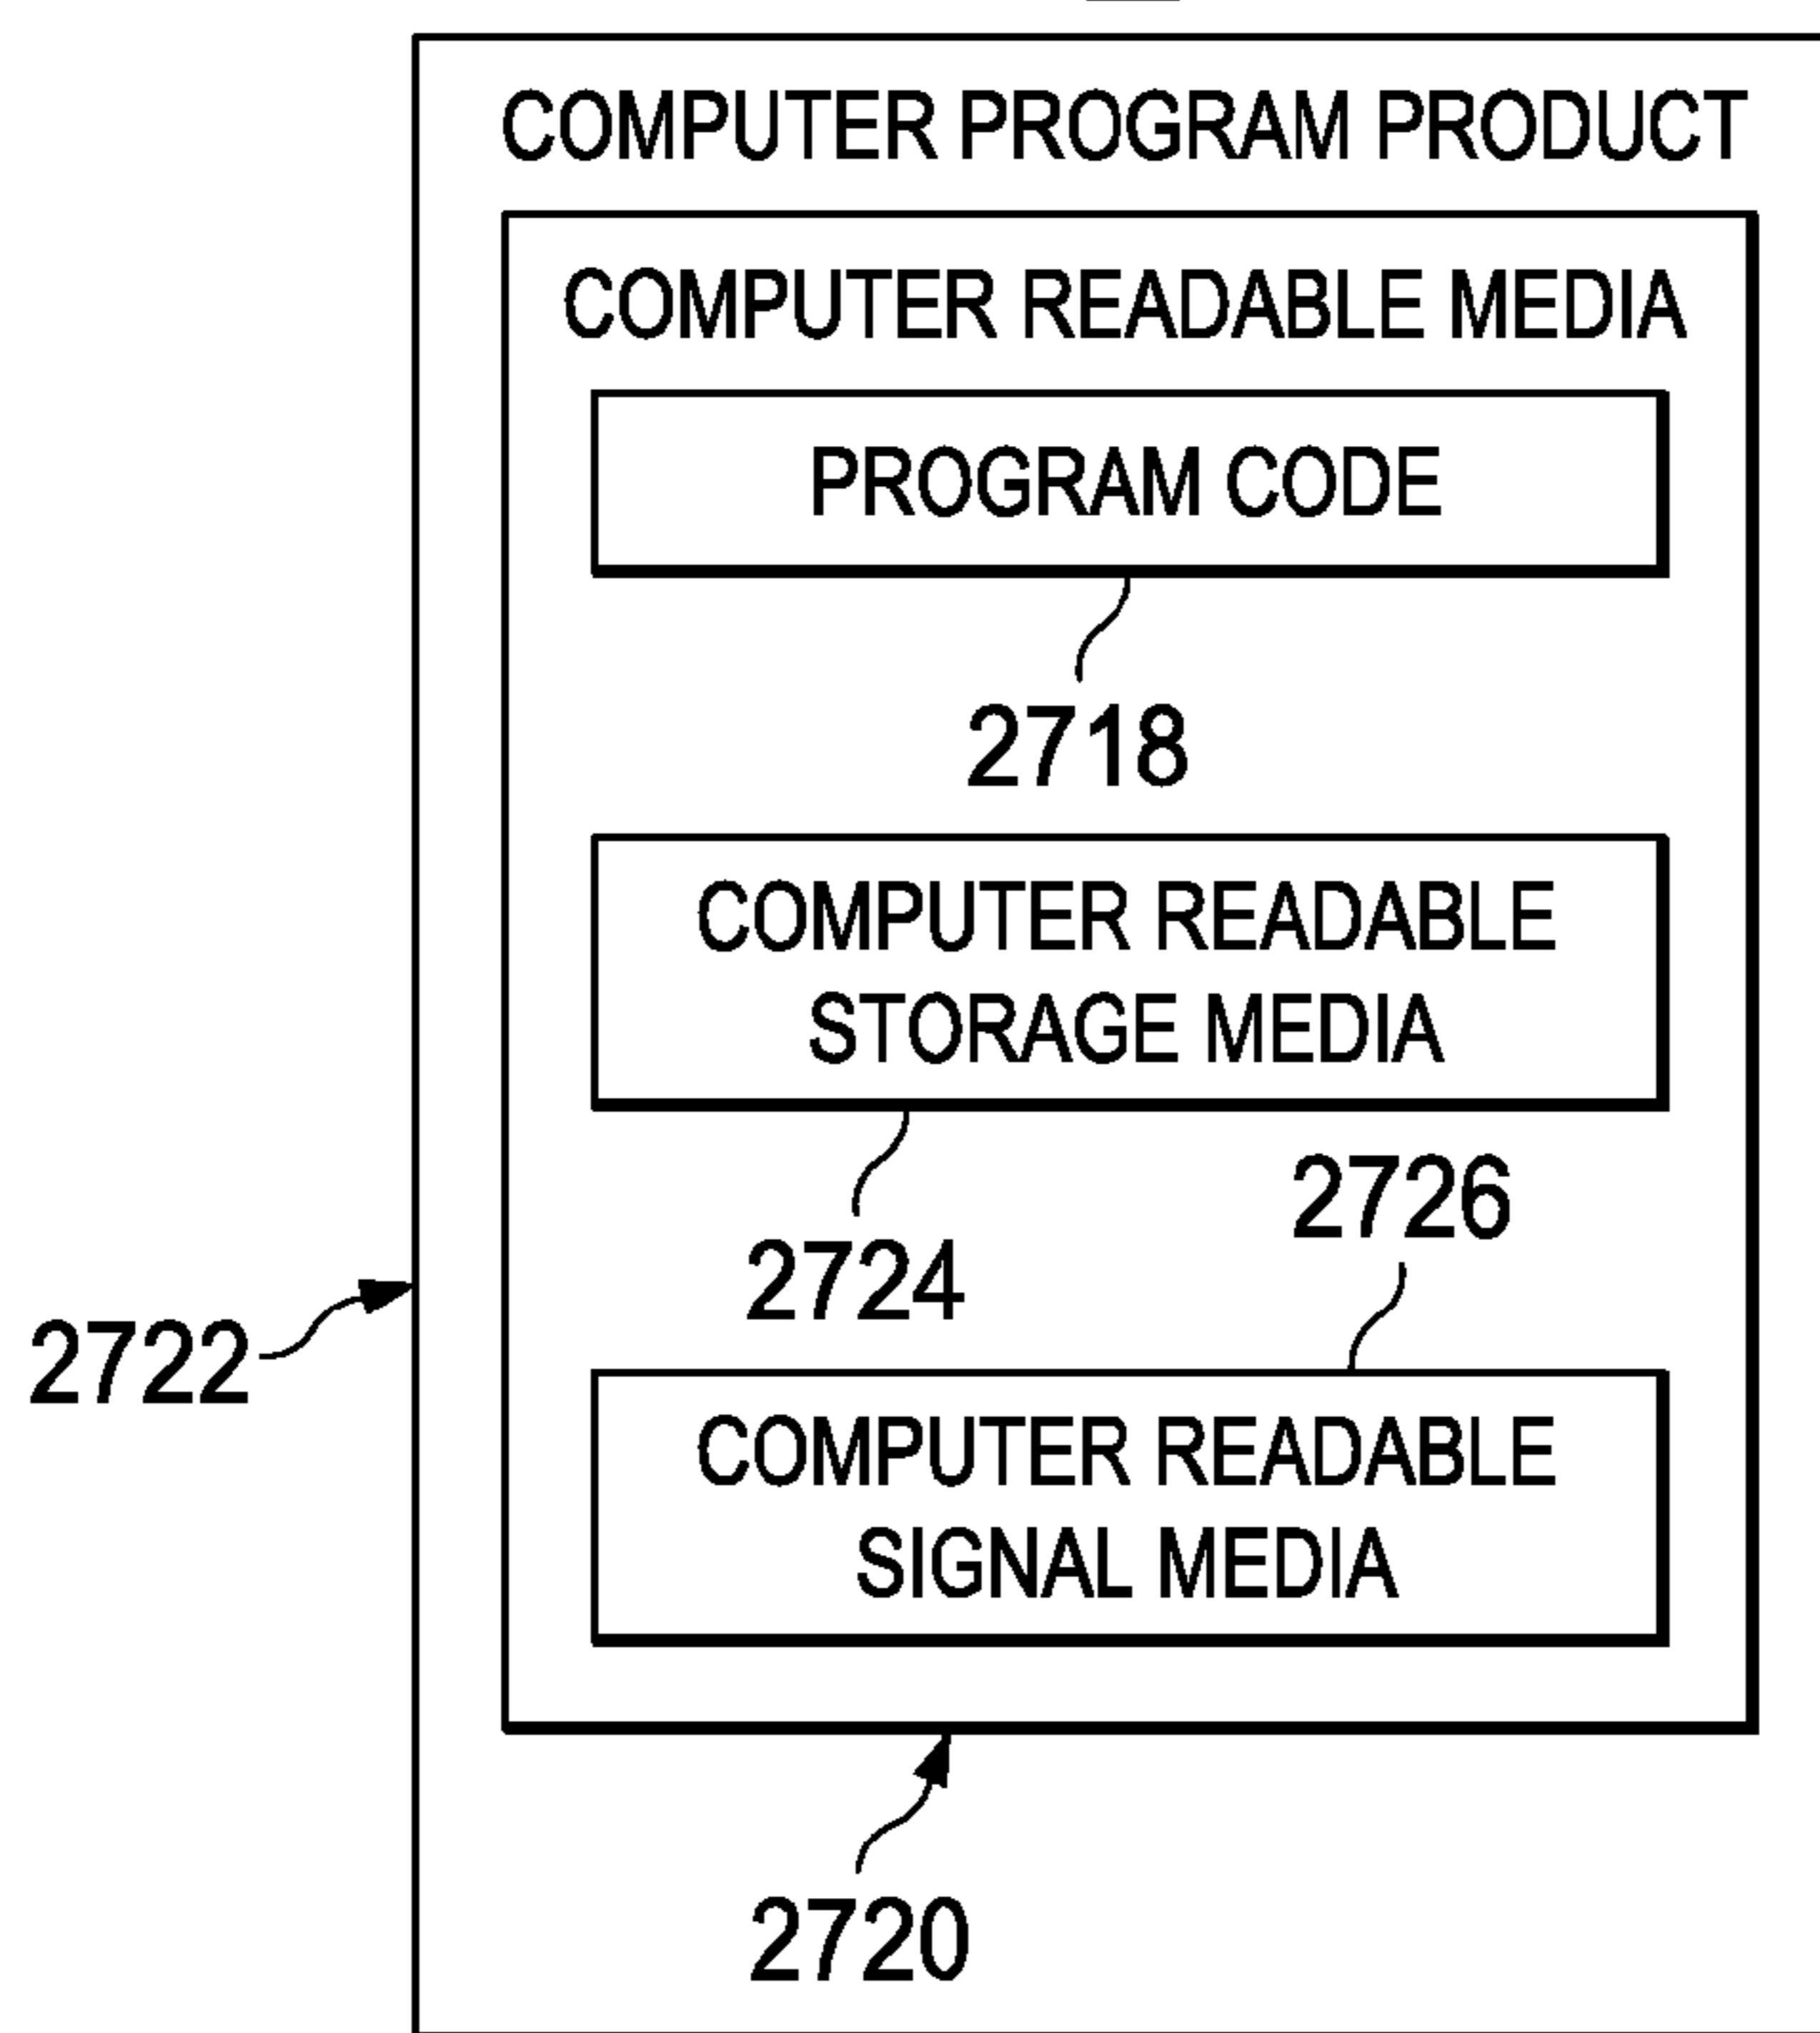 COMPUTER PROGRAM PRODUCT
COMPUTER READABLE MEDIA
PROGRAM CODE
2718
COMPUTER READABLE
STORAGE MEDIA
2726
2724
2722
COMPUTER READABLE
SIGNAL MEDIA
2720